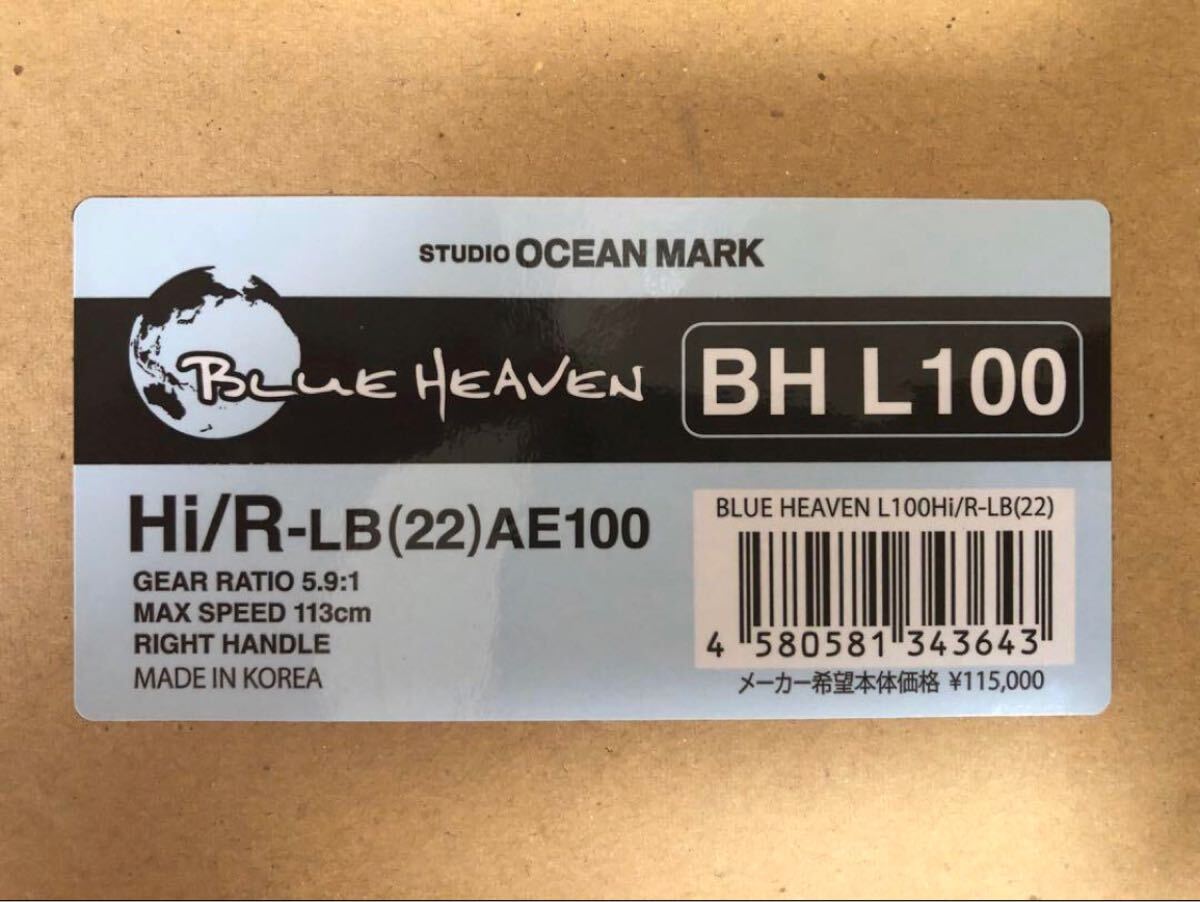 STUDIO OCEAN MARK
BLUE HEAVEN
BH L100
Hi/R-LB(22)AE100
GEAR RATIO 5.9:1
MAX SPEED 113cm
RIGHT HANDLE
MADE IN KOREA
BLUE HEAVEN L100Hi/R-LB(22)
4 580581 343643
メーカー希望本体価格 ¥115,000